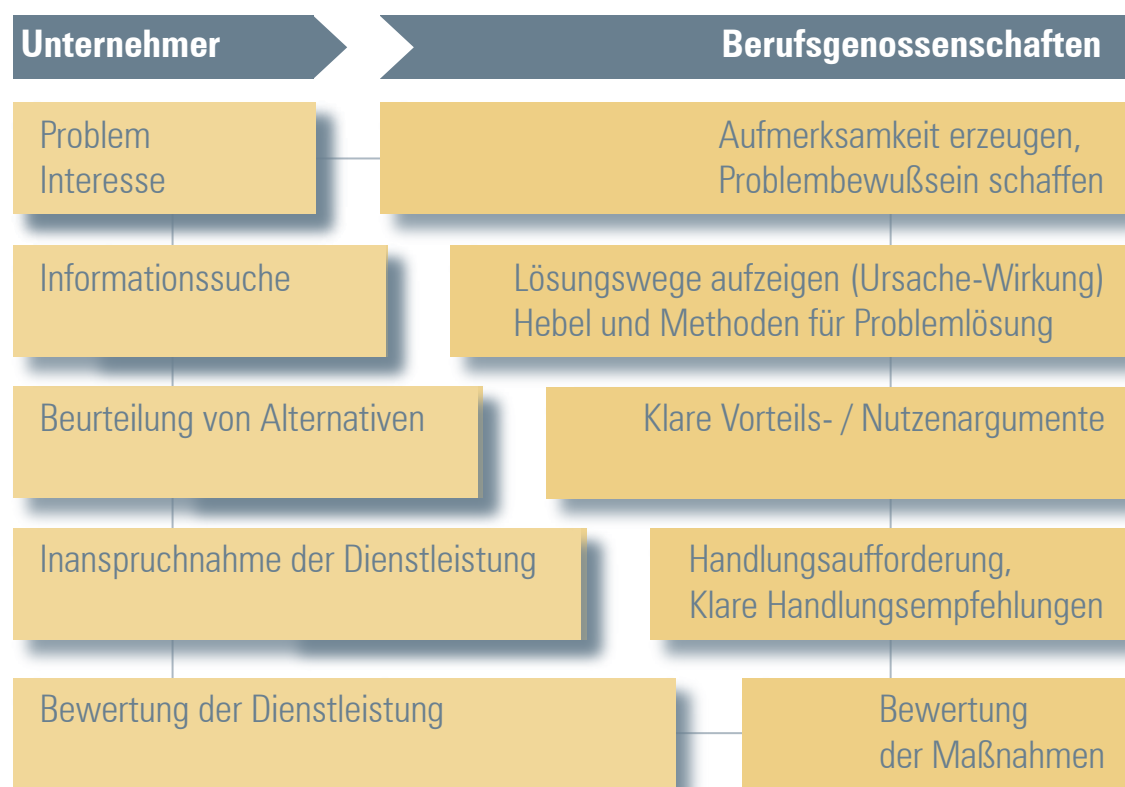 Unternehmer
Berufsgenossenschaften
Problem
Interesse
Aufmerksamkeit erzeugen,
Problembewußsein schaffen
Informationssuche
Lösungswege aufzeigen (Ursache-Wirkung)
Hebel und Methoden für Problemlösung
Beurteilung von Alternativen
Klare Vorteils- / Nutzenargumente
Inanspruchnahme der Dienstleistung
Handlungsaufforderung,
Klare Handlungsempfehlungen
Bewertung der Dienstleistung
Bewertung
der Maßnahmen